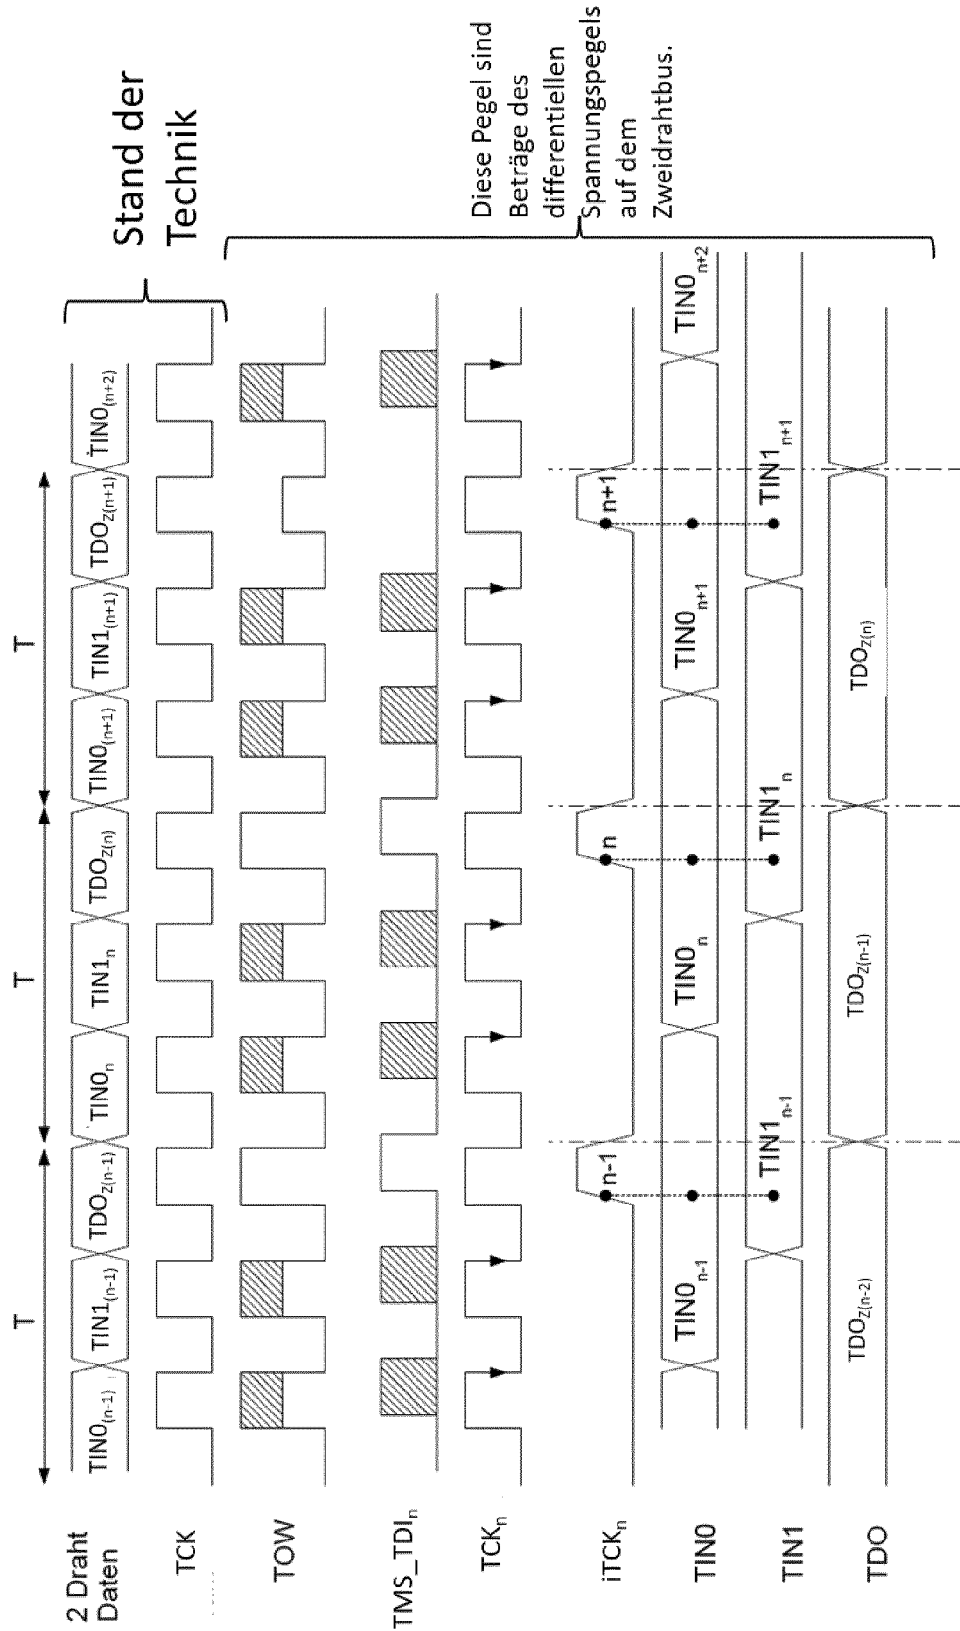 T
T
T
2 Draht
Daten
TIN0(n-1)
TIN1(n-1)
TDOZ(n-1)
TIN0n
TIN1n
TDOZ(n)
TIN0(n+1)
TIN1(n+1)
TDOZ(n+1)
TIN0(n+2)
Stand der
Technik
TCK
TOW
TMS_TDIn
TCKn
Diese Pegel sind
Beträge des
differentiellen
Spannungspegels
auf dem
Zweidrahtbus.
iTCKn
n-1
n
n+1
TIN0
TIN0n-1
TIN0n
TIN0n+1
TIN0n+2
TIN1
TIN1n-1
TIN1n
TIN1n+1
TDO
TDOZ(n-2)
TDOZ(n-1)
TDOZ(n)